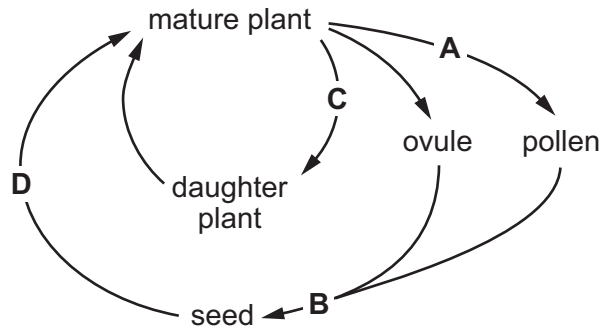 mature plant
A
C
ovule
pollen
D
daughter
plant
B
seed